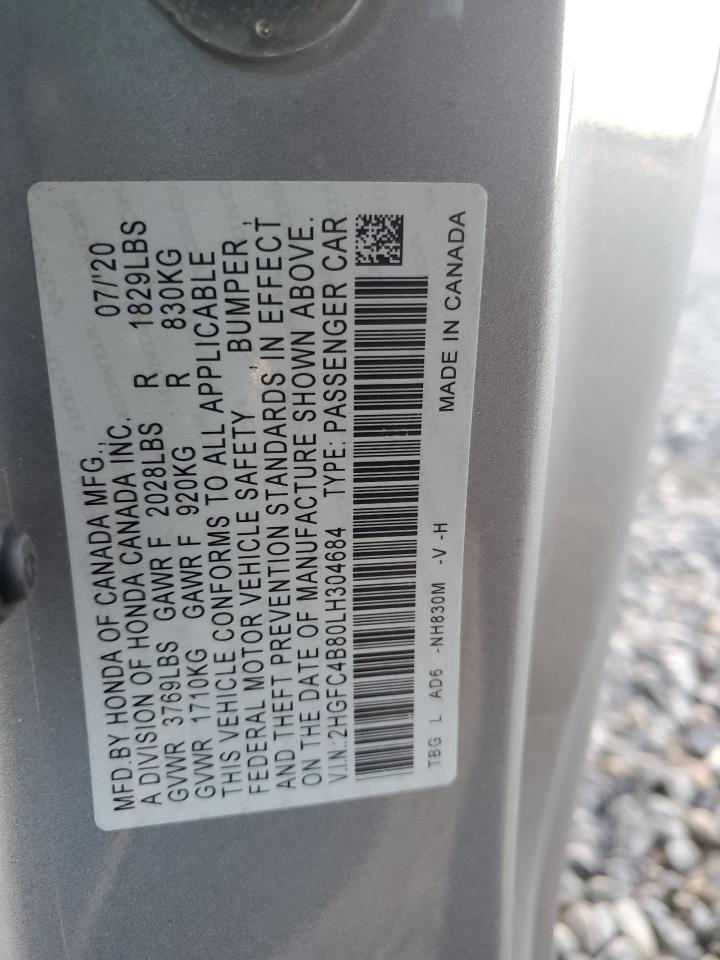 MFD.BY HONDA OF CANADA MFG., 07/'20
A DIVISION OF HONDA CANADA INC.
GVWR 3769LBS GAWR F 2028LBS R 1829LBS
GVWR 1710KG GAWR F 920KG R 830KG
THIS VEHICLE CONFORMS TO ALL APPLICABLE
FEDERAL MOTOR VEHICLE SAFETY, BUMPER,
AND THEFT PREVENTION STANDARDS IN EFFECT
ON THE DATE OF MANUFACTURE SHOWN ABOVE.
V.I.N.:2HGFC4B80LH304684 TYPE: PASSENGER CAR
TBG L AD6 -NH830M -V -H MADE IN CANADA